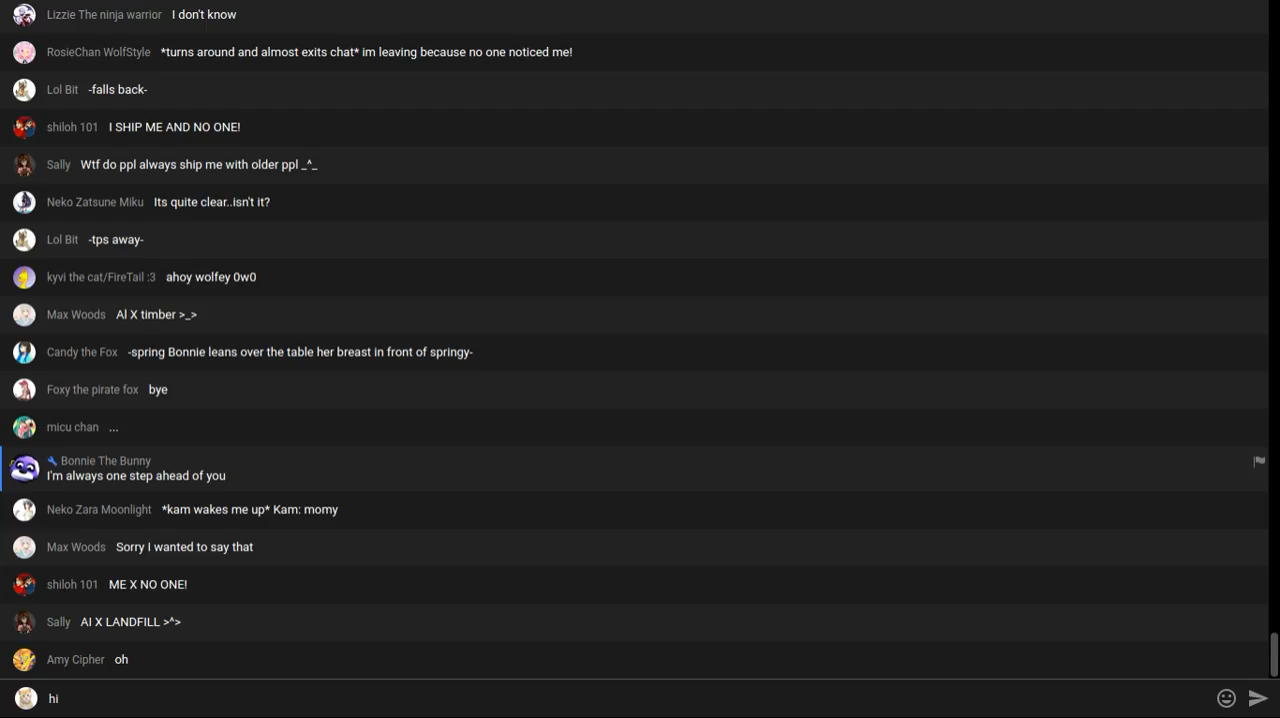 Lizzie The ninja warrior I don't know
RosieChan WolfStyle *turns around and almost exits chat* im leaving because no one noticed me!
Lol Bit -falls back-
shiloh 101 I SHIP ME AND NO ONE!
Sally Wtf do ppl always ship me with older ppl _^_
Neko Zatsune Miku Its quite clear..isn't it?
Lol Bit -tps away-
kyvi the cat/FireTail :3 ahoy wolfey 0w0
Max Woods Al X timber >_>
Candy the Fox -spring Bonnie leans over the table her breast in front of springy-
Foxy the pirate fox bye
micu chan ...
Bonnie The Bunny
I'm always one step ahead of you
Neko Zara Moonlight *kam wakes me up* Kam: momy
Max Woods Sorry I wanted to say that
shiloh 101 ME X NO ONE!
Sally Al X LANDFILL >^>
Amy Cipher oh
hi